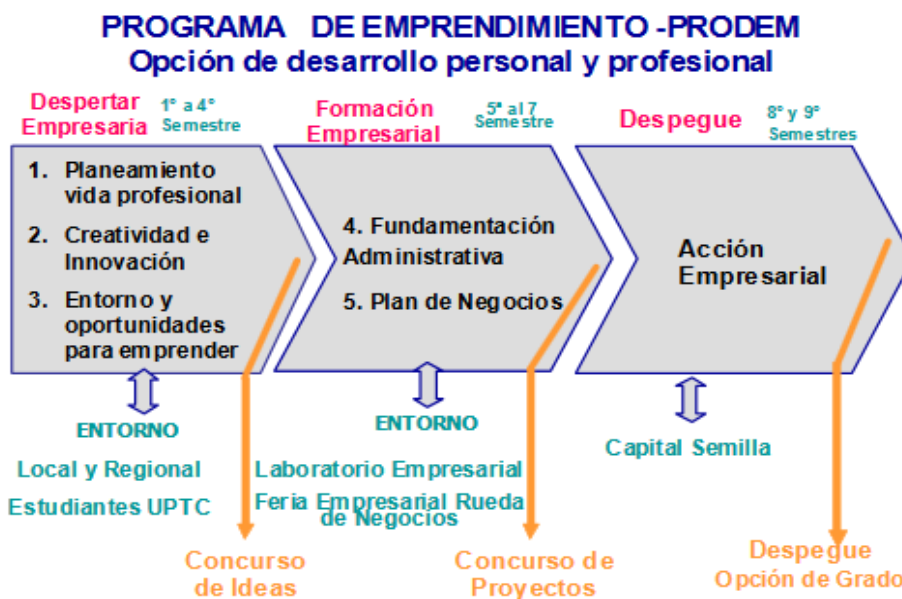 PROGRAMA DE EMPRENDIMIENTO -PRODEM
Opción de desarrollo personal y profesional
Despertar
Empresaria
1° a 4°
Semestre
1. Planeamiento
vida profesional
2. Creatividad e
Innovación
3. Entorno y
oportunidades
para emprender
ENTORNO
Local y Regional
Estudiantes UPTC
Concurso
de Ideas
Formación
Empresarial
5ª al 7
Semestre
4. Fundamentación
Administrativa
5. Plan de Negocios
ENTORNO
Laboratorio Empresarial
Feria Empresarial Rueda
de Negocios
Concurso de
Proyectos
Despegue
8° y 9°
Semestres
Acción
Empresarial
Capital Semilla
Despegue
Opción de Grado